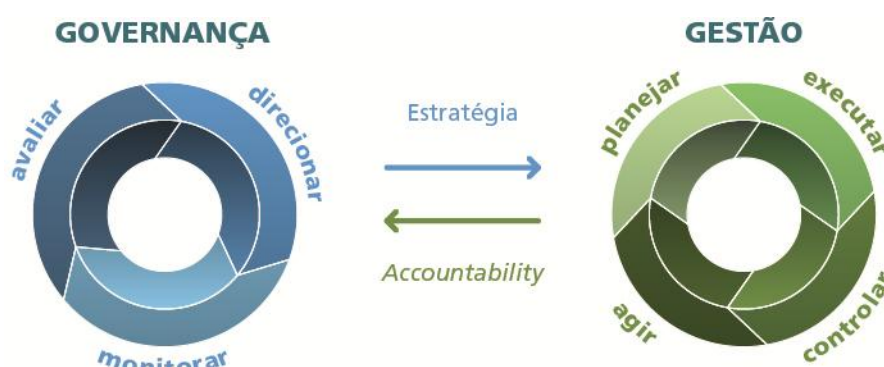 GOVERNANÇA
avaliar
direcionar
monitorar
Estratégia
Accountability
GESTÃO
planejar
executar
controlar
agir